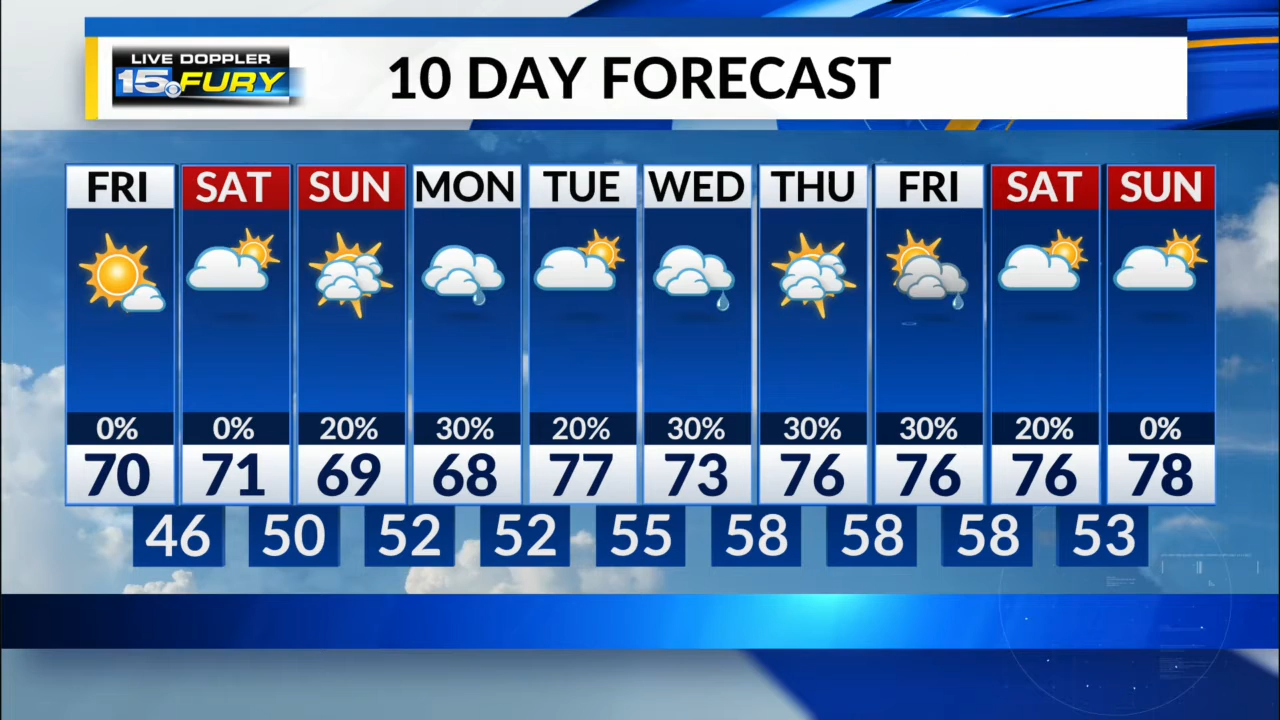 LIVE DOPPLER
15 FURY
10 DAY FORECAST
FRI SAT SUN MON TUE WED THU FRI SAT SUN
0% 0% 20% 30% 20% 30% 30% 30% 20% 0%
70 71 69 68 77 73 76 76 76 78
46 50 52 52 55 58 58 58 53